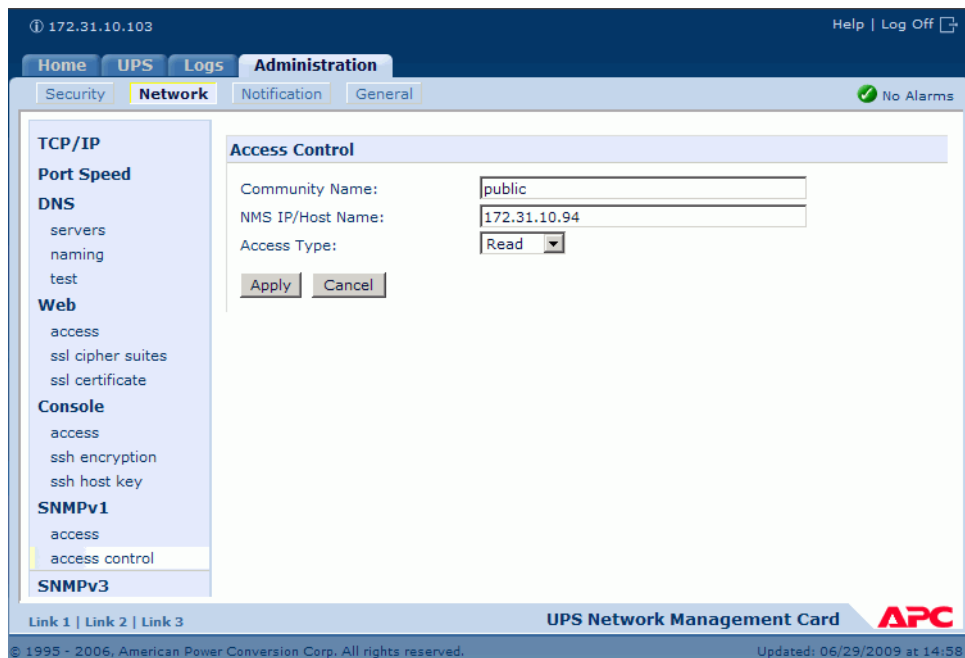 172.31.10.103
Help | Log Off
Home UPS Logs Administration
Security Network Notification General
No Alarms
TCP/IP
Port Speed
DNS
servers
naming
test
Web
access
ssl cipher suites
ssl certificate
Console
access
ssh encryption
ssh host key
SNMPv1
access
access control
SNMPv3
Access Control
Community Name: public
NMS IP/Host Name: 172.31.10.94
Access Type: Read
Apply Cancel
Link 1 | Link 2 | Link 3
UPS Network Management Card
APC
© 1995 - 2006, American Power Conversion Corp. All rights reserved.
Updated: 06/29/2009 at 14:58